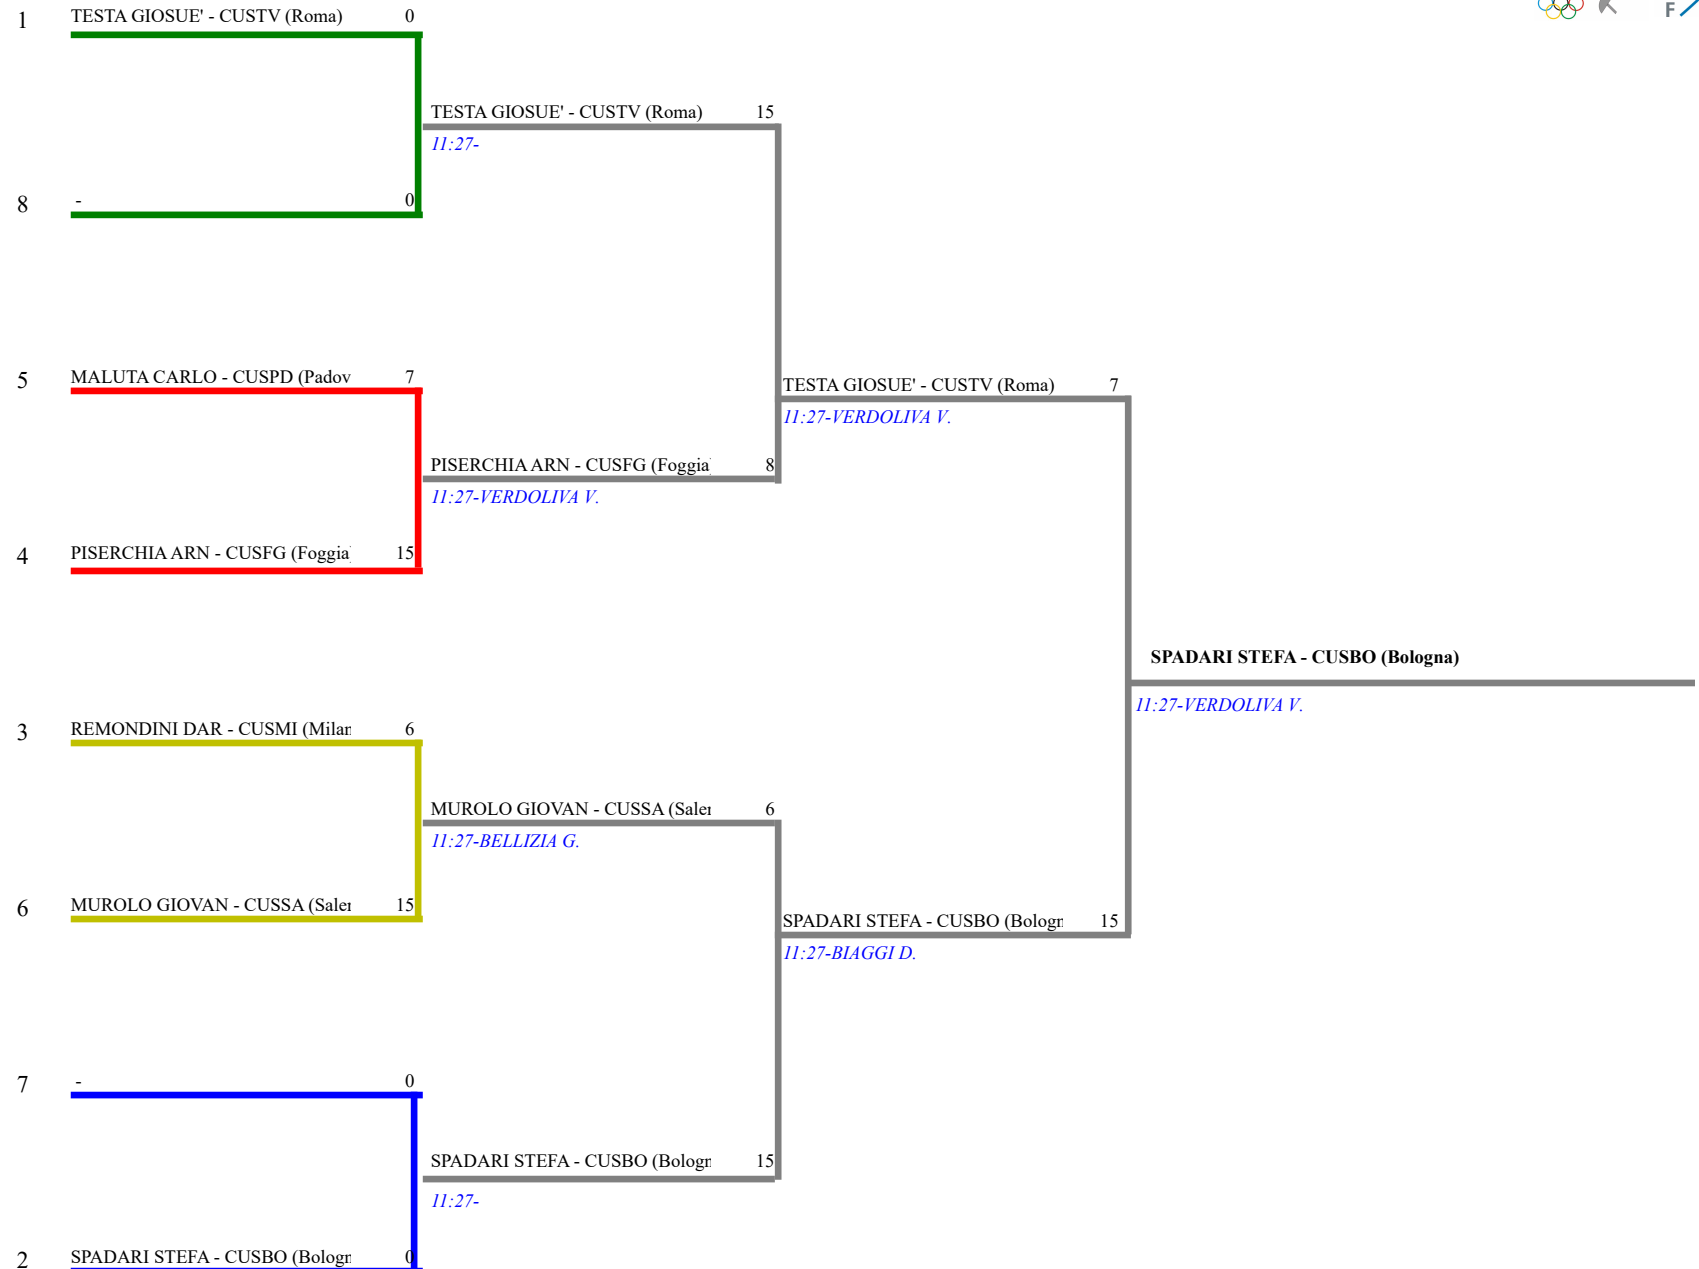 1 TESTA GIOSUE' - CUSTV (Roma) 0
F
TESTA GIOSUE' - CUSTV (Roma) 15
11:27-
8 - 0
5 MALUTA CARLO - CUSPD (Padov 7
TESTA GIOSUE' - CUSTV (Roma) 7
11:27-VERDOLIVA V.
PISERCHIA ARN - CUSFG (Foggia) 8
11:27-VERDOLIVA V.
4 PISERCHIA ARN - CUSFG (Foggia) 15
SPADARI STEFA - CUSBO (Bologna)
11:27-VERDOLIVA V.
3 REMONDINI DAR - CUSMI (Milan 6
MUROLO GIOVAN - CUSSA (Saler 6
11:27-BELLIZIA G.
6 MUROLO GIOVAN - CUSSA (Saler 15
SPADARI STEFA - CUSBO (Bologn 15
11:27-BIAGGI D.
7 - 0
SPADARI STEFA - CUSBO (Bologn 15
11:27-
2 SPADARI STEFA - CUSBO (Bologn 0